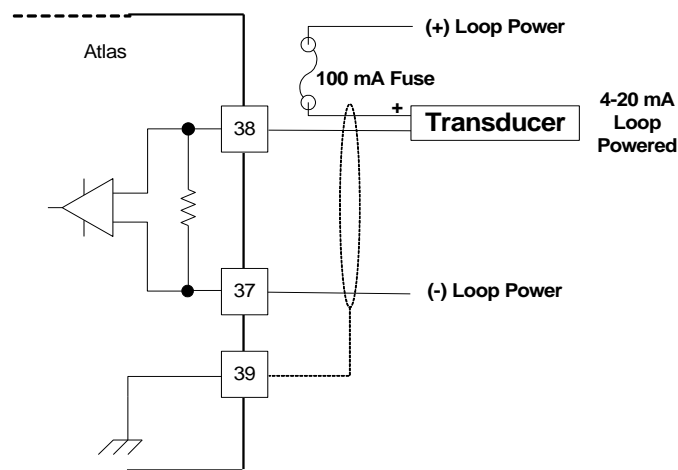 (+) Loop Power
Atlas
100 mA Fuse
+
Transducer
4-20 mA
Loop
Powered
38
37
(-) Loop Power
39